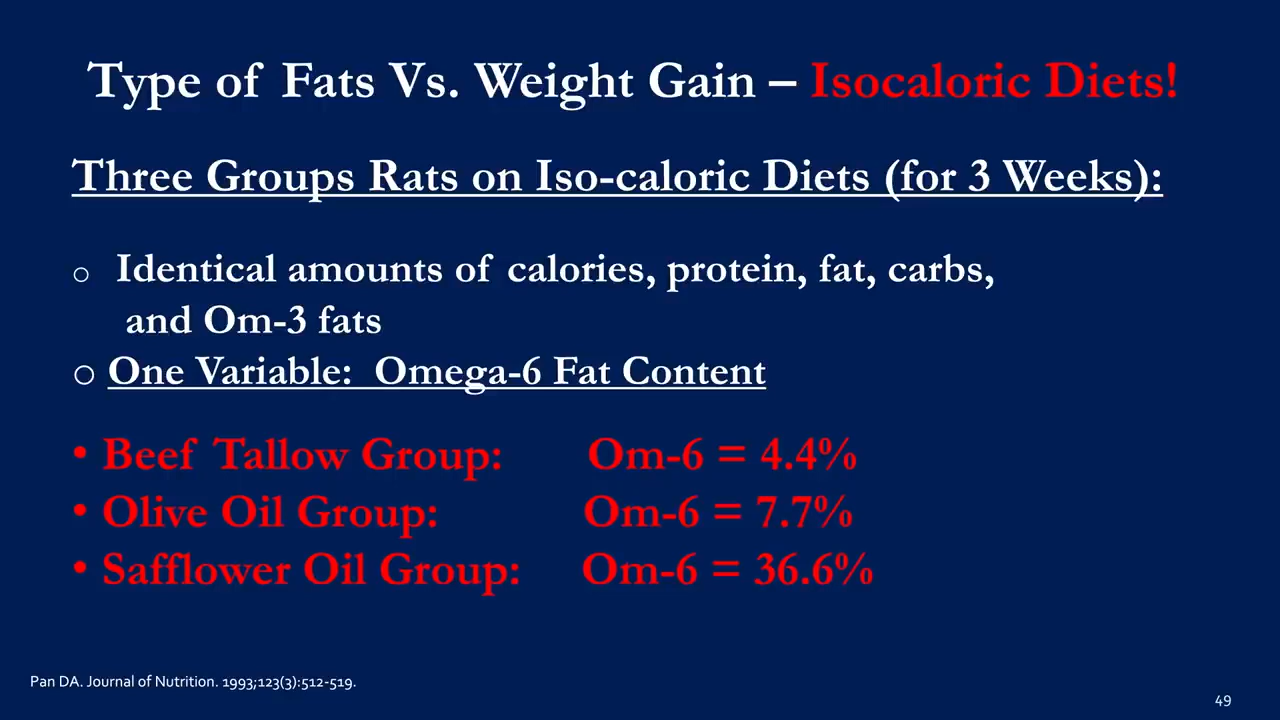 Type of Fats Vs. Weight Gain – Isocaloric Diets!
Three Groups Rats on Iso-caloric Diets (for 3 Weeks):
o Identical amounts of calories, protein, fat, carbs,
and Om-3 fats
o One Variable: Omega-6 Fat Content
• Beef Tallow Group: Om-6 = 4.4%
• Olive Oil Group: Om-6 = 7.7%
• Safflower Oil Group: Om-6 = 36.6%
Pan DA. Journal of Nutrition. 1993;123(3):512-519.
49